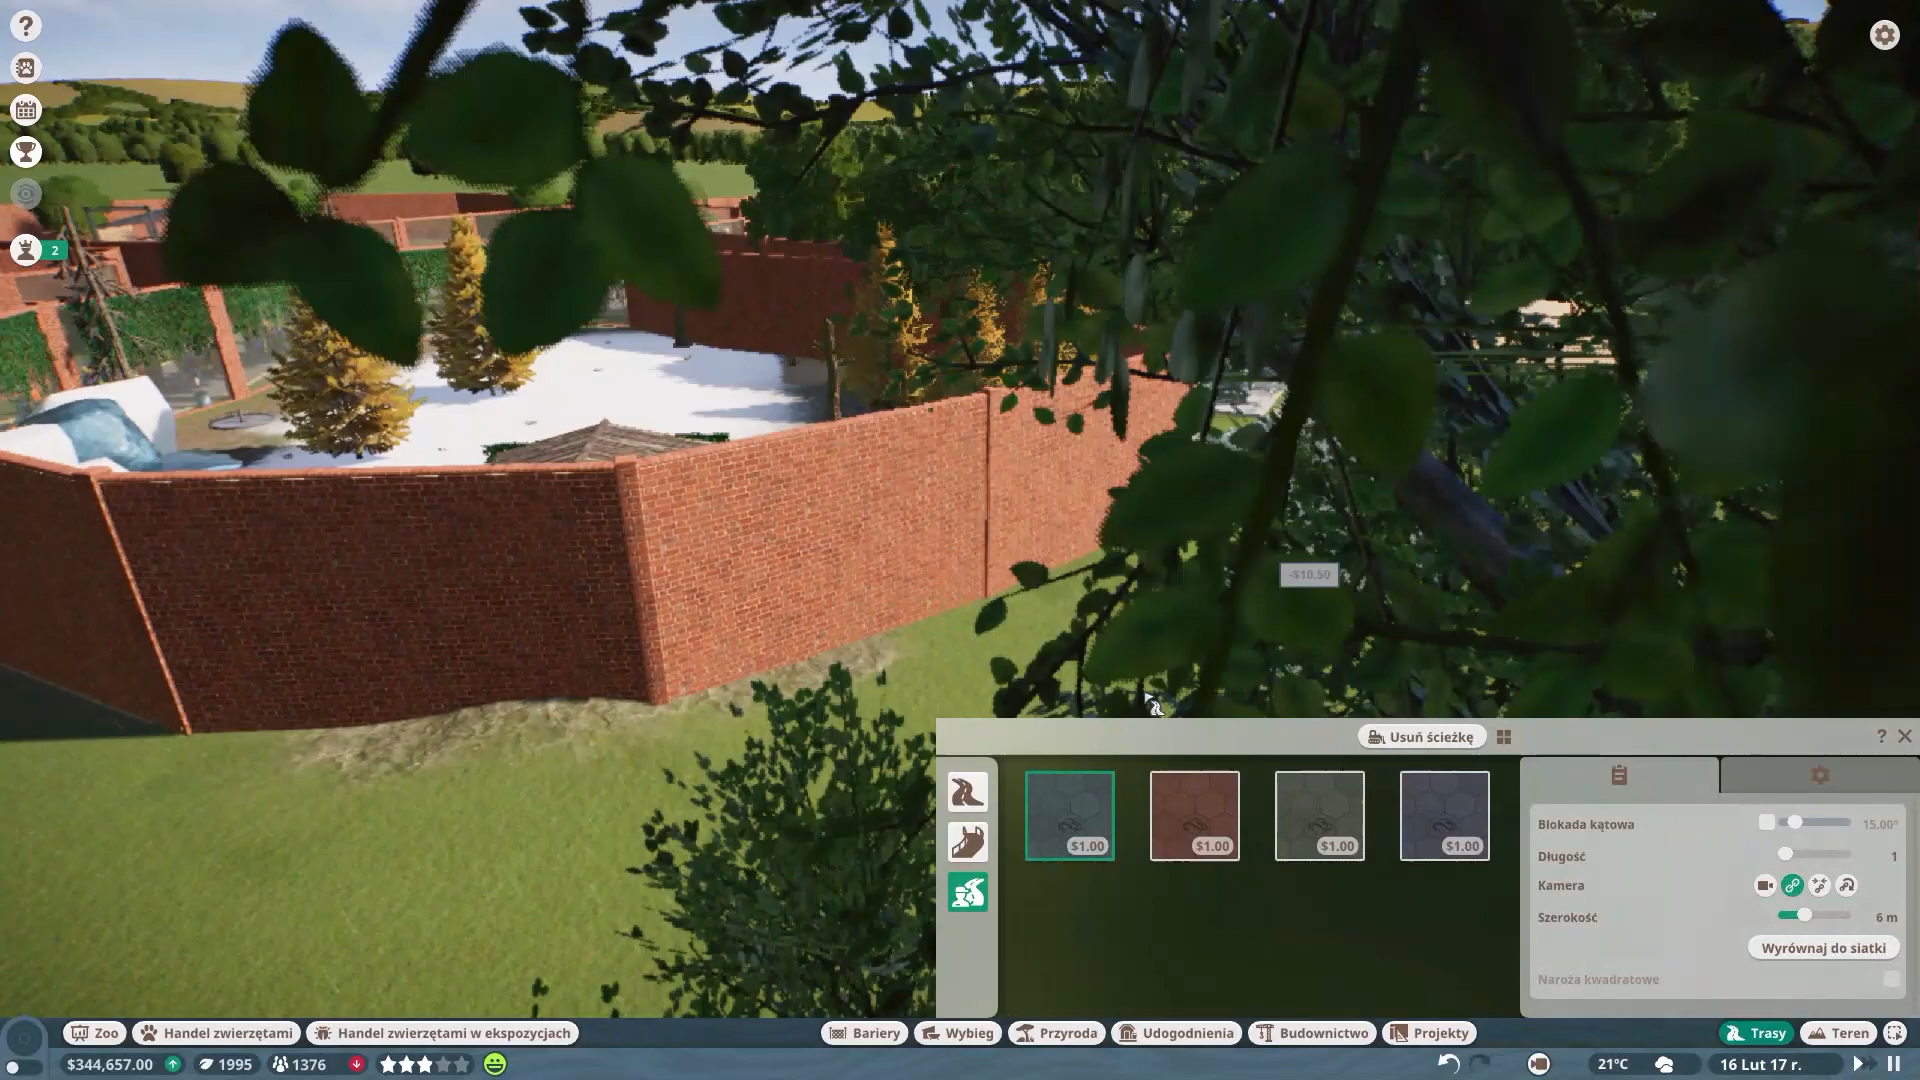 ?
2
-$10.50
Usuń ścieżkę
? ×
$1.00 $1.00 $1.00 $1.00
Blokada kątowa 15.00°
Długość 1
Kamera
Szerokość 6 m
Wyrównaj do siatki
Naroża kwadratowe
Zoo Handel zwierzętami Handel zwierzętami w ekspozycjach Bariery Wybieg Przyroda Udogodnienia Budownictwo Projekty Trasy Teren
$344,657.00 1995 1376 21°C 16 Lut 17 r.